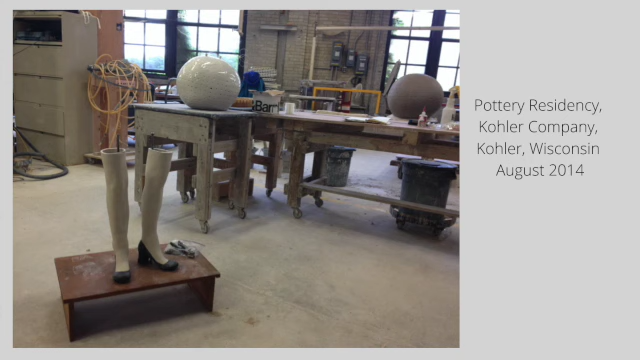 Pottery Residency,
Kohler Company,
Kohler, Wisconsin
August 2014